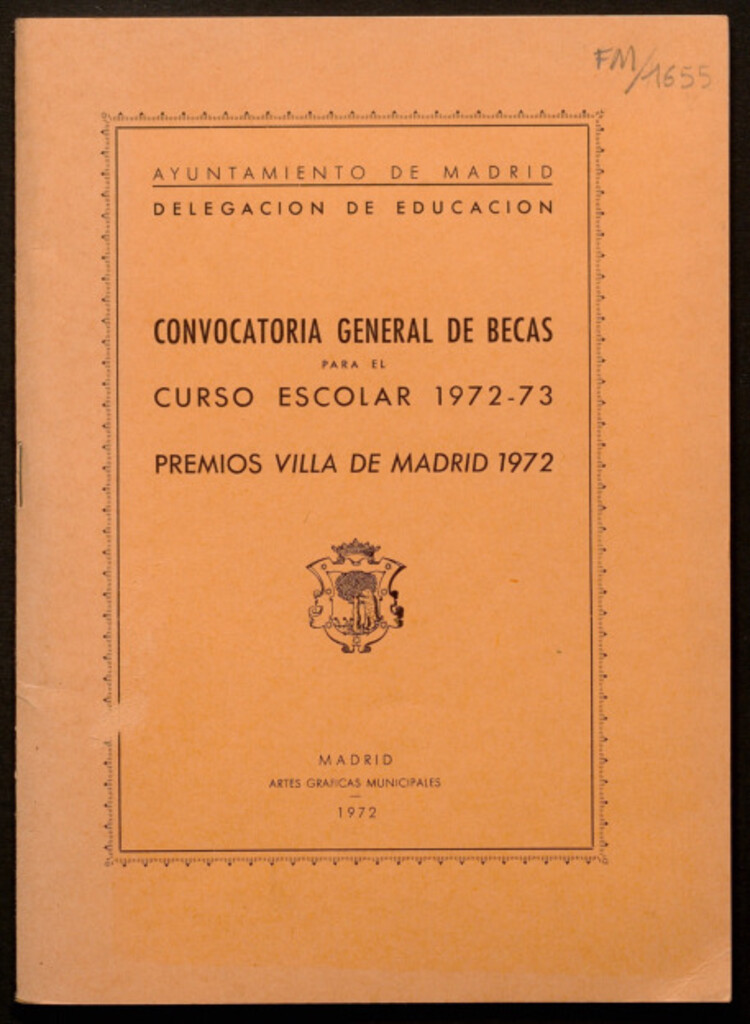 FM/1655
AYUNTAMIENTO DE MADRID
DELEGACION DE EDUCACION
CONVOCATORIA GENERAL DE BECAS
PARA EL
CURSO ESCOLAR 1972-73
PREMIOS VILLA DE MADRID 1972
MADRID
ARTES GRAFICAS MUNICIPALES
1972